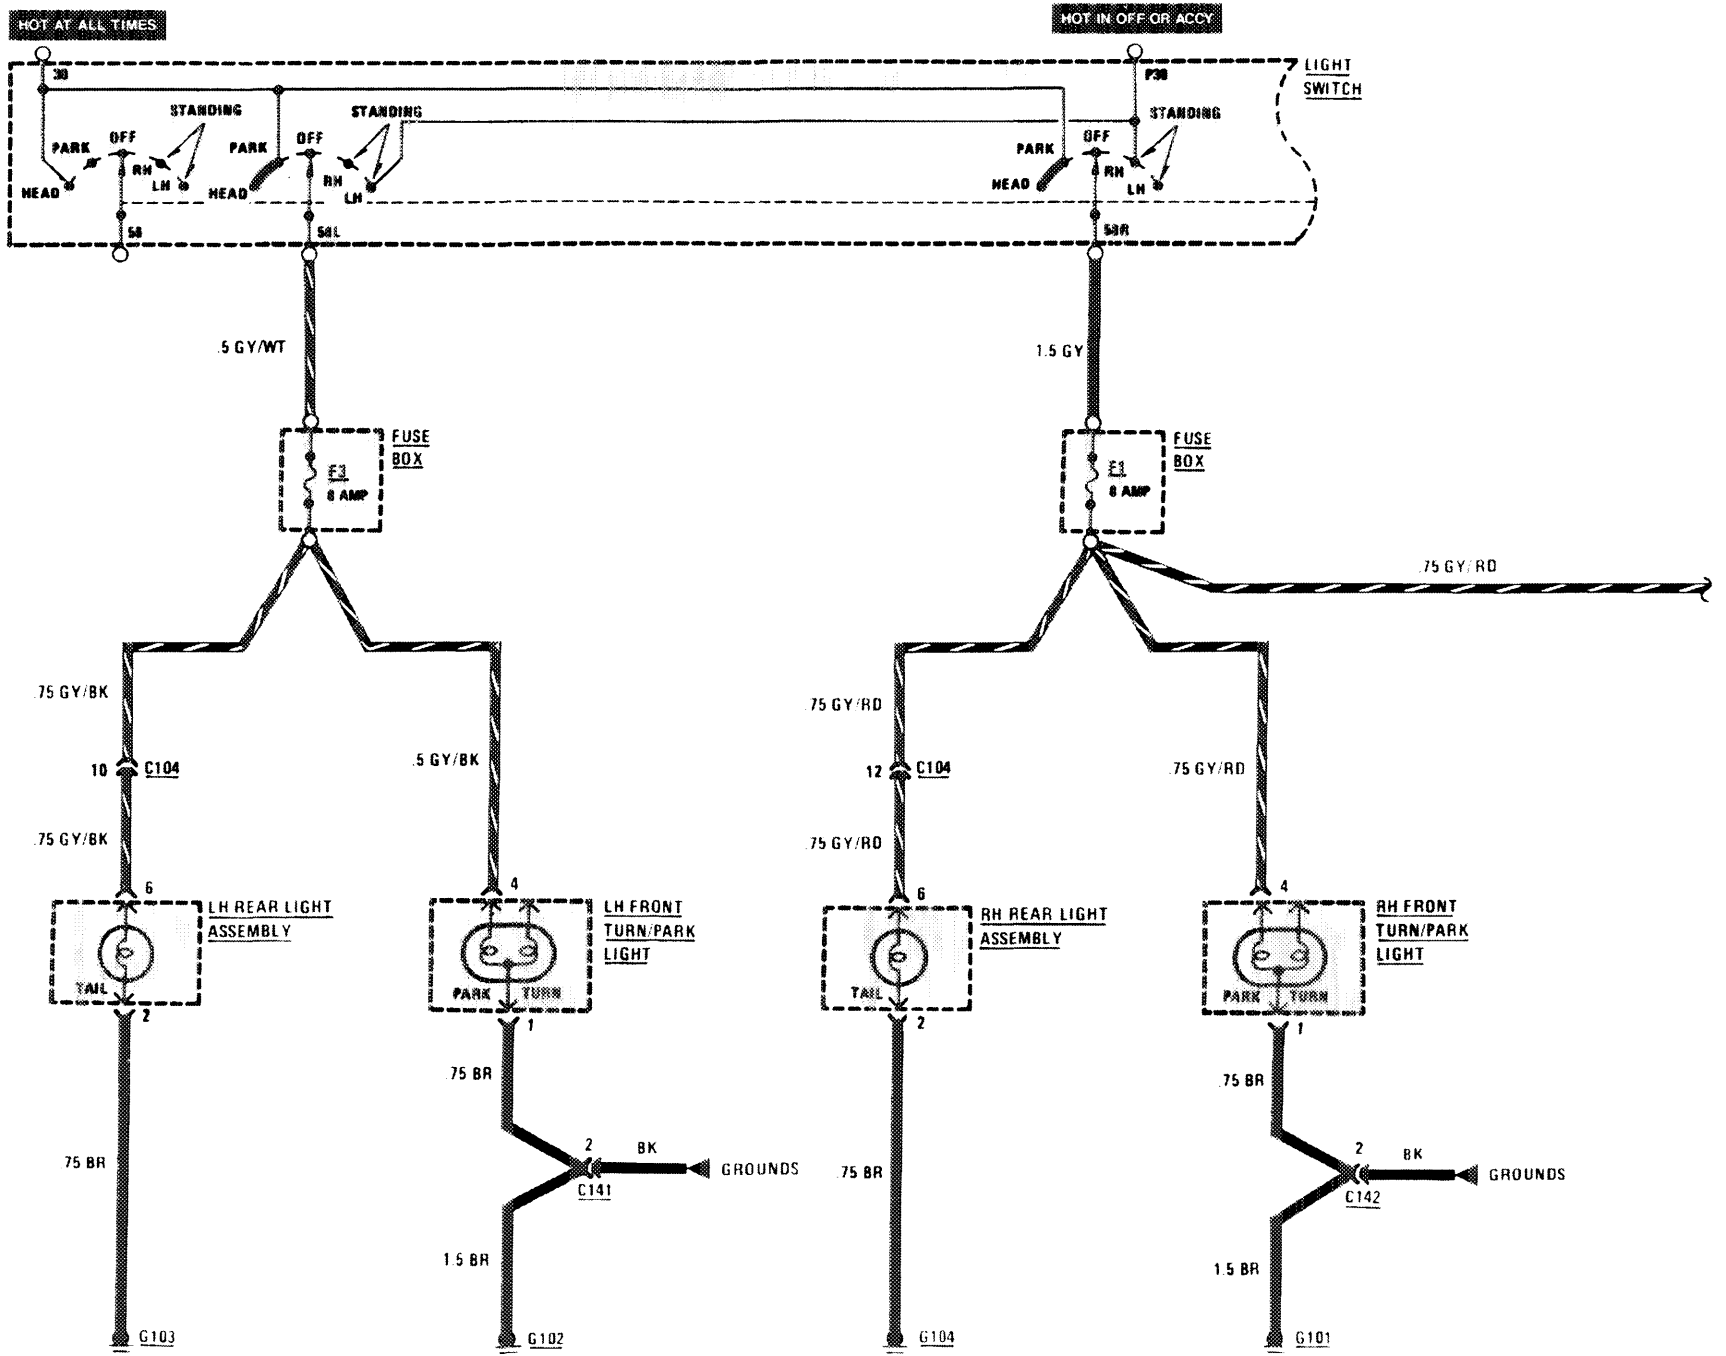 HOT AT ALL TIMES
HOT IN OFF OR ACCY
30
P30
LIGHT
SWITCH
STANDING
STANDING
STANDING
PARK
OFF
RH
LH
HEAD
PARK
OFF
RH
LH
HEAD
PARK
OFF
RH
LH
HEAD
58
58L
58R
.5 GY/WT
1.5 GY
FUSE
BOX
F3
8 AMP
FUSE
BOX
F1
8 AMP
.75 GY/RD
.75 GY/BK
.5 GY/BK
.75 GY/RD
.75 GY/RD
10
C104
12
C104
.75 GY/BK
.75 GY/RD
6
LH REAR LIGHT
ASSEMBLY
TAIL
2
4
LH FRONT
TURN/PARK
LIGHT
PARK
TURN
1
6
RH REAR LIGHT
ASSEMBLY
TAIL
2
4
RH FRONT
TURN/PARK
LIGHT
PARK
TURN
1
.75 BR
.75 BR
2
BK
GROUNDS
C141
2
BK
GROUNDS
C142
.75 BR
.75 BR
1.5 BR
1.5 BR
G103
G102
G104
G101